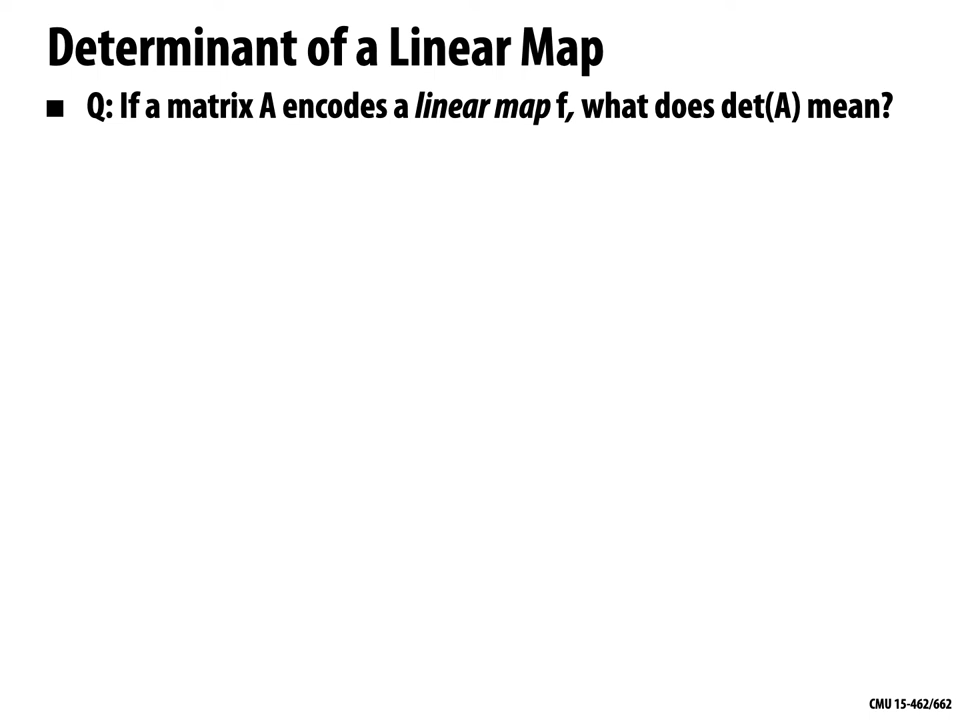 Determinant of a Linear Map
■ Q: If a matrix A encodes a linear map f, what does det(A) mean?
CMU 15-462/662